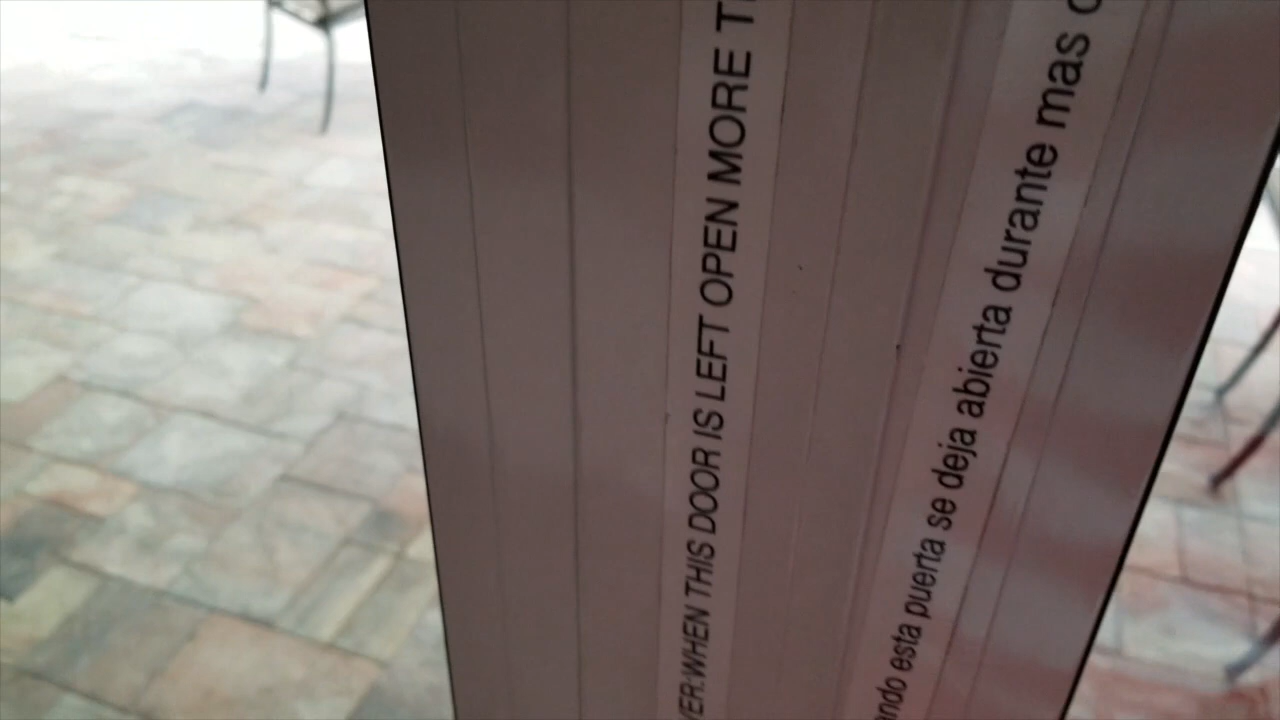 WHEN THIS DOOR IS LEFT OPEN MORE
esta puerta se deja abierta durante mas